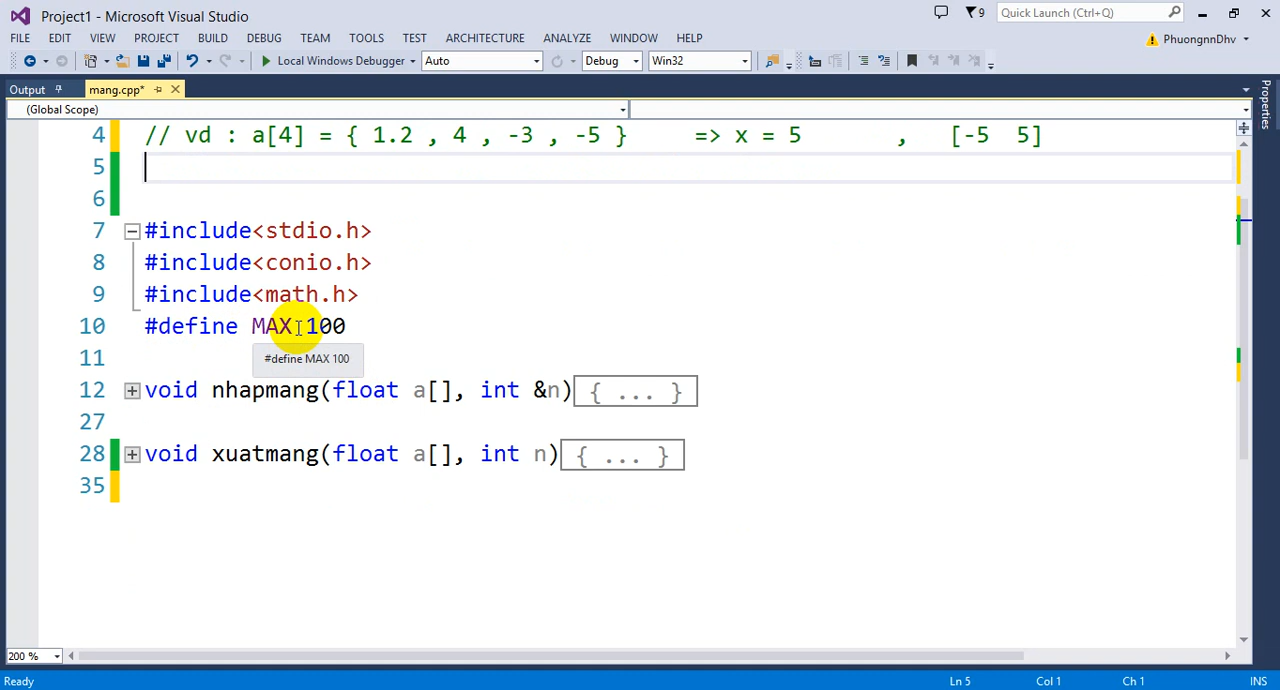 Project1 - Microsoft Visual Studio
9
Quick Launch (Ctrl+Q)
FILE EDIT VIEW PROJECT BUILD DEBUG TEAM TOOLS TEST ARCHITECTURE ANALYZE WINDOW HELP
PhuongnnDhv
Local Windows Debugger Auto Debug Win32
Output mang.cpp*
Properties
(Global Scope)
4 // vd : a[4] = { 1.2 , 4 , -3 , -5 } => x = 5 , [-5 5]
5
6
7 #include<stdio.h>
8 #include<conio.h>
9 #include<math.h>
10 #define MAX 100
#define MAX 100
11
12 void nhapmang(float a[], int &n){ ... }
27
28 void xuatmang(float a[], int n){ ... }
35
200 %
Ready Ln 5 Col 1 Ch 1 INS